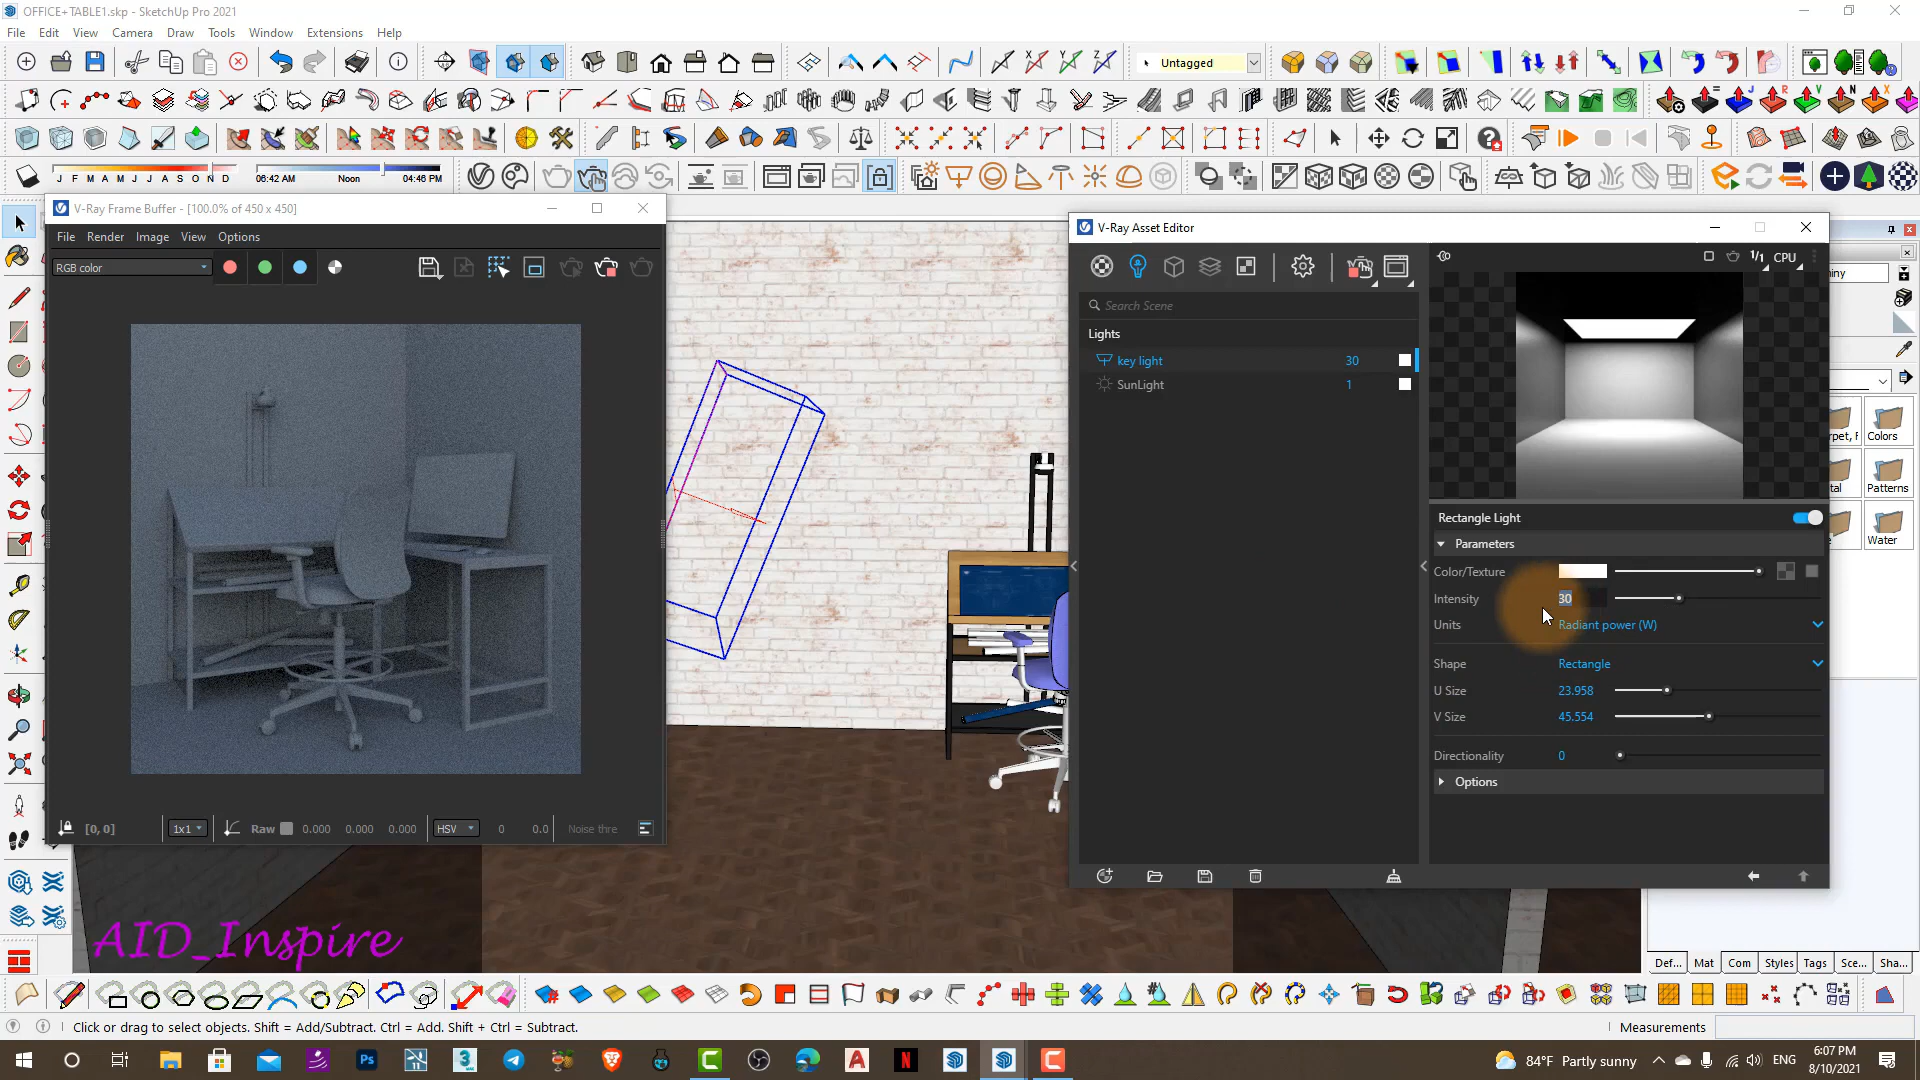 OFFICE+TABLE1.skp - SketchUp Pro 2021
File Edit View Camera Draw Tools Window Extensions Help
Untagged
J F M A M J J A S O N D
06:42 AM Noon 04:46 PM
V-Ray Frame Buffer - [100.0% of 450 x 450]
File Render Image View Options
RGB color
[0, 0]
1x1
Raw
0.000 0.000 0.000
HSV
0 0.0
Noise thre
V-Ray Asset Editor
1/1
CPU
Search Scene
Lights
key light 30
SunLight 1
Rectangle Light
Parameters
Color/Texture
Intensity 30
Units Radiant power (W)
Shape Rectangle
U Size 23.958
V Size 45.554
Directionality 0
Options
iny
rpet, F
Colors
tal
Patterns
Water
Def... Mat Com Styles Tags Sce... Sha...
AID_Inspire
Click or drag to select objects. Shift = Add/Subtract. Ctrl = Add. Shift + Ctrl = Subtract.
Measurements
84°F Partly sunny
ENG
6:07 PM
8/10/2021